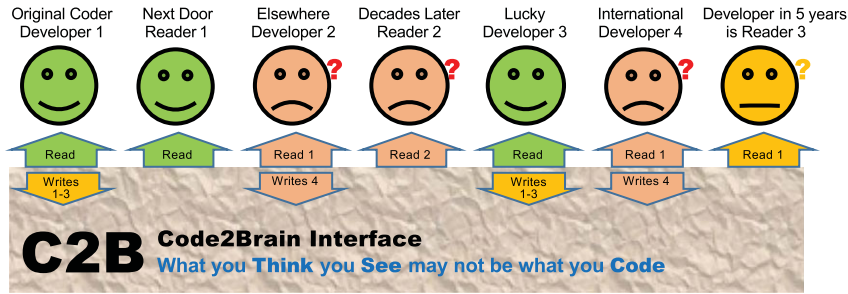 Original Coder
Developer 1
Next Door
Reader 1
Elsewhere
Developer 2
Decades Later
Reader 2
Lucky
Developer 3
International
Developer 4
Developer in 5 years
is Reader 3
?
?
?
?
Read
Read
Read 1
Read 2
Read
Read 1
Read 1
Writes
1-3
Writes 4
Writes
1-3
Writes 4
C2B
Code2Brain Interface
What you Think you See may not be what you Code